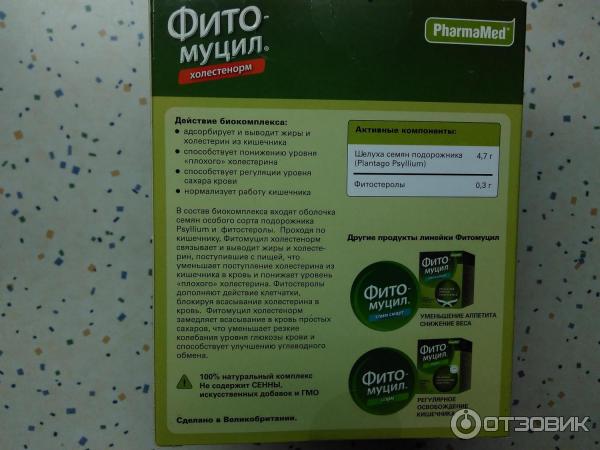 Фито-
муцил®
холестенорм
PharmaMed®
Действие биокомплекса:
• адсорбирует и выводит жиры и
холестерин из кишечника
• способствует понижению уровня
«плохого» холестерина
• способствует регуляции уровня
сахара крови
• нормализует работу кишечника
В состав биокомплекса входят оболочка
семян особого сорта подорожника
Psyllium и фитостеролы. Проходя по
кишечнику, Фитомуцил холестенорм
связывает и выводит жиры и холесте-
рин, поступившие с пищей, что
уменьшает поступление холестерина из
кишечника в кровь и понижает уровень
«плохого» холестерина. Фитостеролы
дополняют действие клетчатки,
блокируя всасывание холестерина в
кровь. Фитомуцил холестенорм
замедляет всасывание в кровь простых
сахаров, что уменьшает резкие
колебания уровня глюкозы крови и
способствует улучшению углеводного
обмена.
100% натуральный комплекс
Не содержит СЕННЫ,
искусственных добавок и ГМО
Сделано в Великобритании.
Активные компоненты:
Шелуха семян подорожника 4,7 г
(Plantago Psyllium)
Фитостеролы 0,3 г
Другие продукты линейки Фитомуцил
Фито-
муцил®
слим смарт
Фито-
муцил
УМЕНЬШЕНИЕ АППЕТИТА
СНИЖЕНИЕ ВЕСА
Фито-
муцил®
Фито-
муцил
РЕГУЛЯРНОЕ
ОСВОБОЖДЕНИЕ
КИШЕЧНИКА
ОТЗОВИК